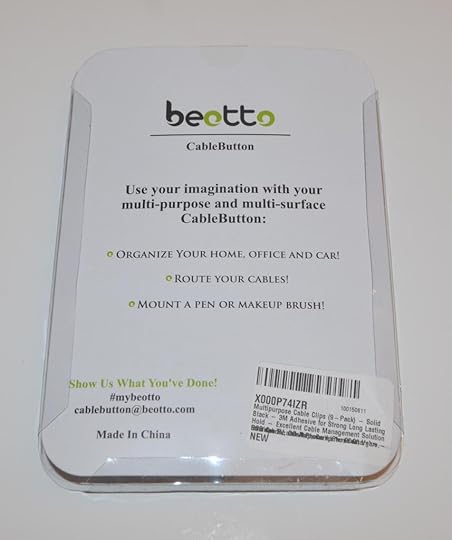 beotto
CableButton
Use your imagination with your
multi-purpose and multi-surface
CableButton:
ORGANIZE YOUR HOME, OFFICE AND CAR!
ROUTE YOUR CABLES!
MOUNT A PEN OR MAKEUP BRUSH!
Show Us What You've Done!
#mybeotto
cablebutton@beotto.com
Made In China
X000P74IZR
100150611
Multipurpose Cable Clips (9 - Pack) – Solid
Black – 3M Adhesive for Strong Long Lasting
Hold – Excellent Cable Management Solution
NEW